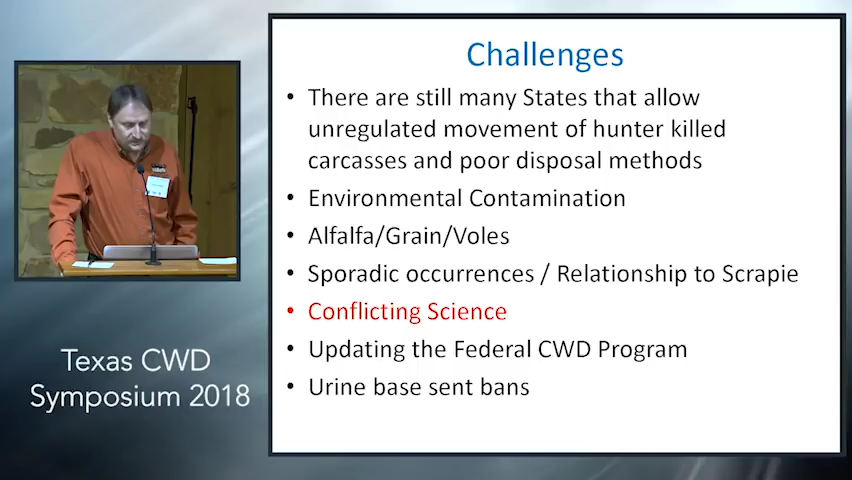 Challenges
• There are still many States that allow
unregulated movement of hunter killed
carcasses and poor disposal methods
• Environmental Contamination
• Alfalfa/Grain/Voles
• Sporadic occurrences / Relationship to Scrapie
• Conflicting Science
• Updating the Federal CWD Program
• Urine base sent bans
Texas CWD
Symposium 2018